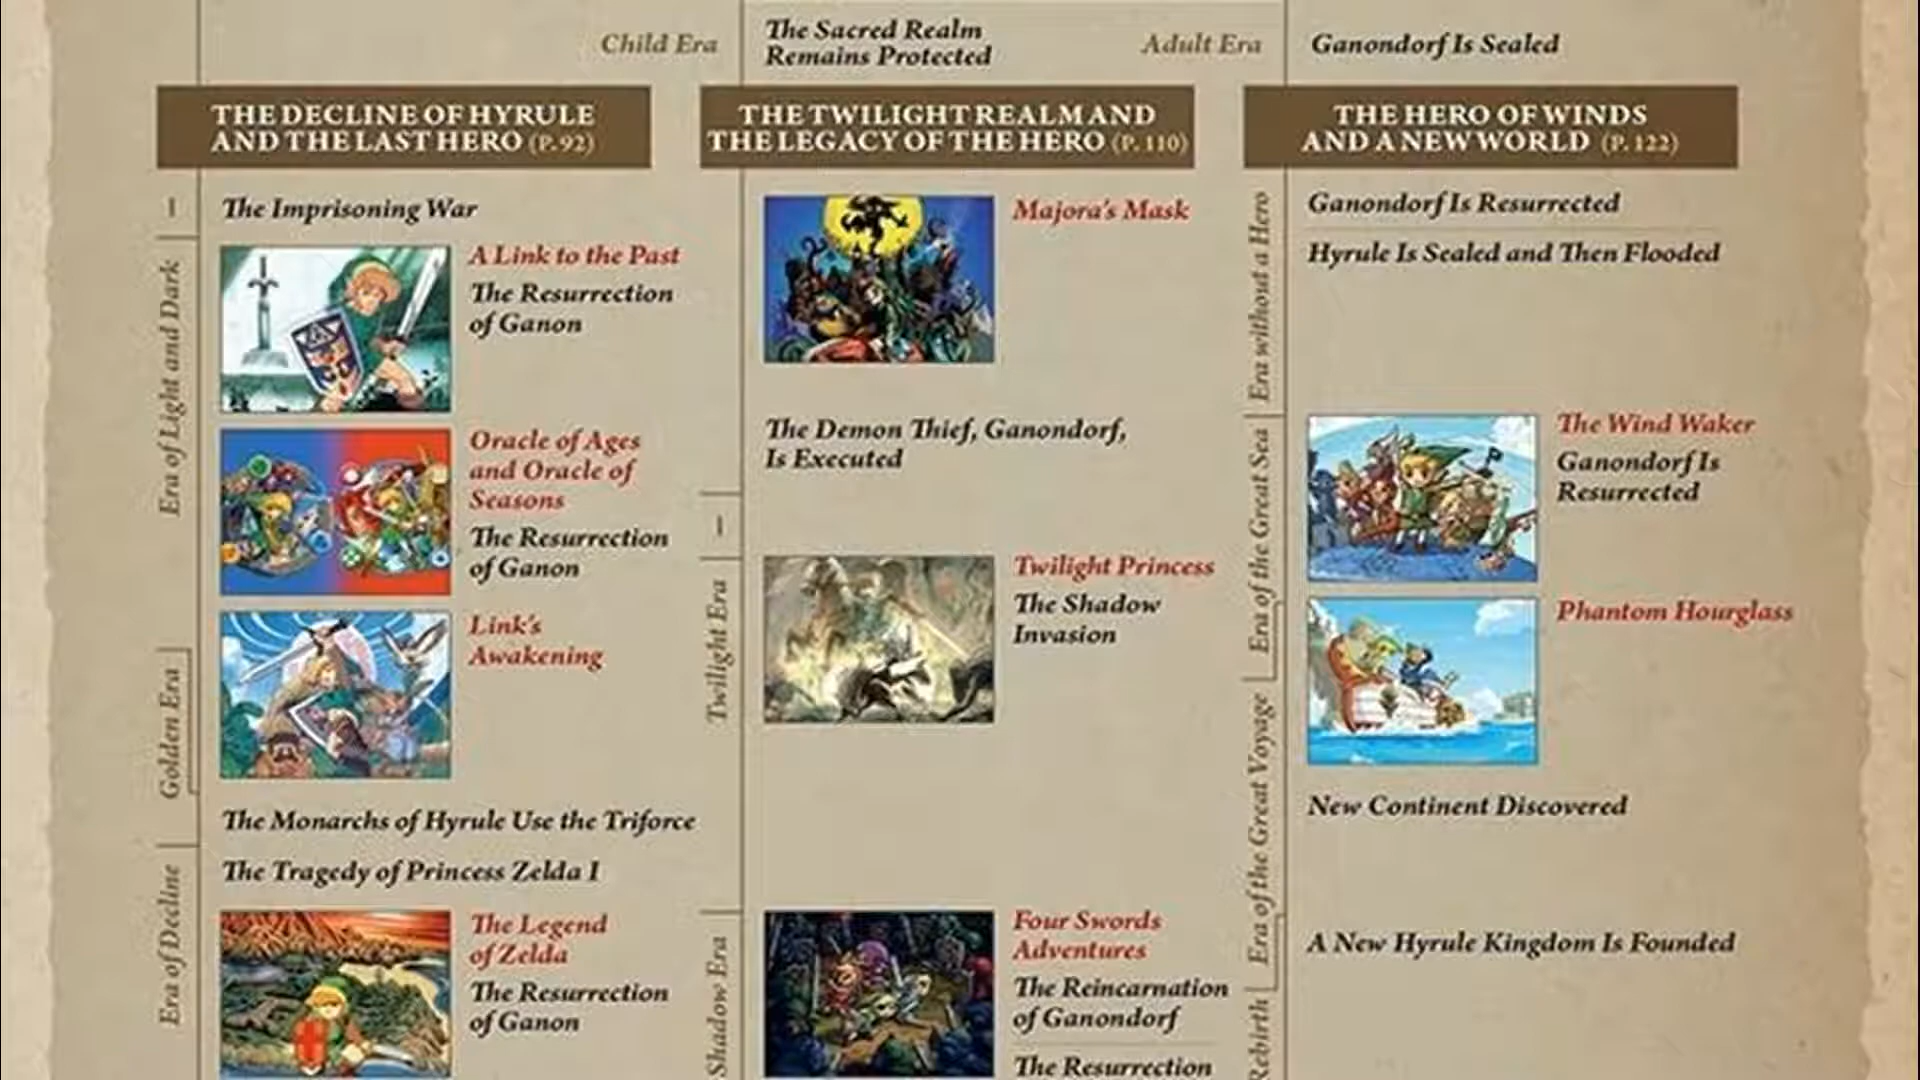 Child Era
The Sacred Realm
Remains Protected
Adult Era
Ganondorf Is Sealed
THE DECLINE OF HYRULE
AND THE LAST HERO (P. 92)
THE TWILIGHT REALM AND
THE LEGACY OF THE HERO (P. 110)
THE HERO OF WINDS
AND A NEW WORLD (P. 122)
Era of Light and Dark
Golden Era
Era of Decline
The Imprisoning War
A Link to the Past
The Resurrection
of Ganon
Oracle of Ages
and Oracle of
Seasons
The Resurrection
of Ganon
Link's
Awakening
The Monarchs of Hyrule Use the Triforce
The Tragedy of Princess Zelda I
The Legend
of Zelda
The Resurrection
of Ganon
Twilight Era
Shadow Era
Majora's Mask
The Demon Thief, Ganondorf,
Is Executed
Twilight Princess
The Shadow
Invasion
Four Swords
Adventures
The Reincarnation
of Ganondorf
The Resurrection
Era without a Hero
Era of the Great Sea
Era of the Great Voyage
Rebirth
Ganondorf Is Resurrected
Hyrule Is Sealed and Then Flooded
The Wind Waker
Ganondorf Is
Resurrected
Phantom Hourglass
New Continent Discovered
A New Hyrule Kingdom Is Founded